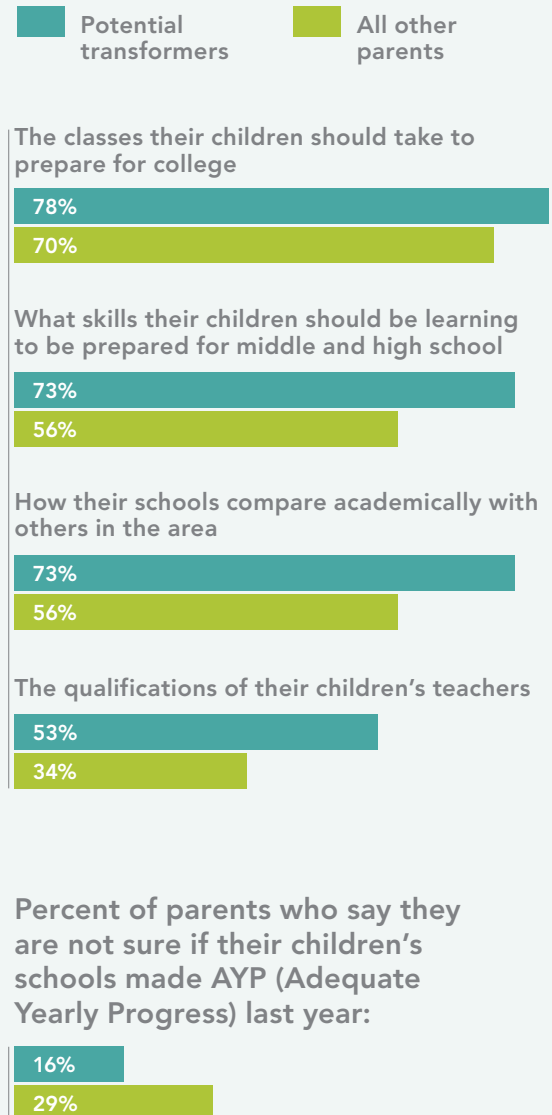 Potential
transformers
All other
parents
The classes their children should take to
prepare for college
78%
70%
What skills their children should be learning
to be prepared for middle and high school
73%
56%
How their schools compare academically with
others in the area
73%
56%
The qualifications of their children’s teachers
53%
34%
Percent of parents who say they
are not sure if their children’s
schools made AYP (Adequate
Yearly Progress) last year:
16%
29%